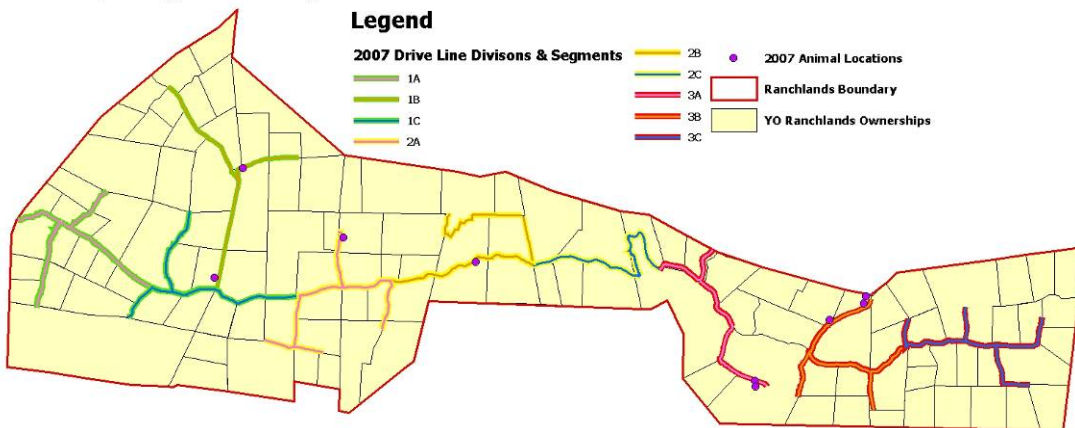 Legend
2007 Drive Line Divisons & Segments
1A
1B
1C
2A
2B
2C
3A
3B
3C
2007 Animal Locations
Ranchlands Boundary
YO Ranchlands Ownerships